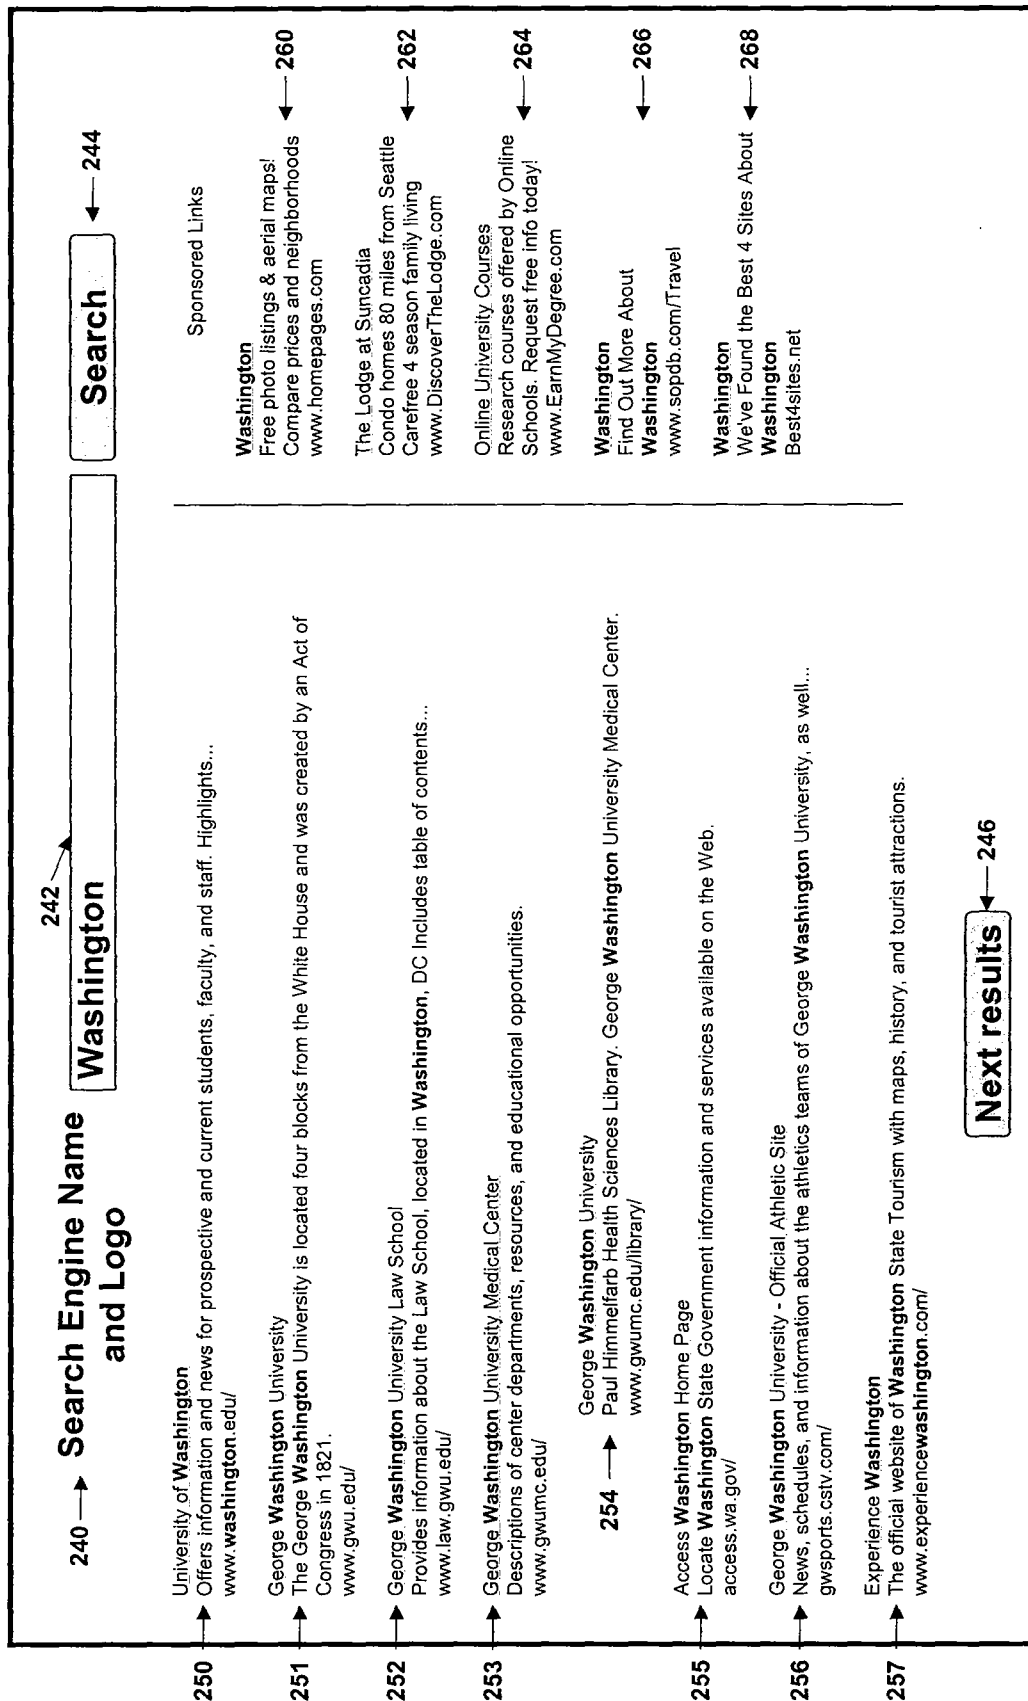 242
240 Search Engine Name
and Logo
Washington
Search
244
University of Washington
250 Offers information and news for prospective and current students, faculty, and staff. Highlights...
www.washington.edu/
George Washington University
251 The George Washington University is located four blocks from the White House and was created by an Act of
Congress in 1821.
www.gwu.edu/
George Washington University Law School
252 Provides information about the Law School, located in Washington, DC Includes table of contents...
www.law.gwu.edu/
George Washington University Medical Center
253 Descriptions of center departments, resources, and educational opportunities.
www.gwumc.edu/
George Washington University
254 Paul Himmelfarb Health Sciences Library. George Washington University Medical Center.
www.gwumc.edu/library/
Access Washington Home Page
255 Locate Washington State Government information and services available on the Web.
access.wa.gov/
George Washington University - Official Athletic Site
256 News, schedules, and information about the athletics teams of George Washington University, as well...
gwsports.cstv.com/
Experience Washington
257 The official website of Washington State Tourism with maps, history, and tourist attractions.
www.experiencewashington.com/
Sponsored Links
Washington
Free photo listings & aerial maps!
Compare prices and neighborhoods 260
www.homepages.com
The Lodge at Suncadia
Condo homes 80 miles from Seattle
Carefree 4 season family living 262
www.DiscoverTheLodge.com
Online University Courses
Research courses offered by Online
Schools. Request free info today! 264
www.EarnMyDegree.com
Washington
Find Out More About
Washington 266
www.sopdb.com/Travel
Washington
We've Found the Best 4 Sites About 268
Washington
Best4sites.net
Next results 246